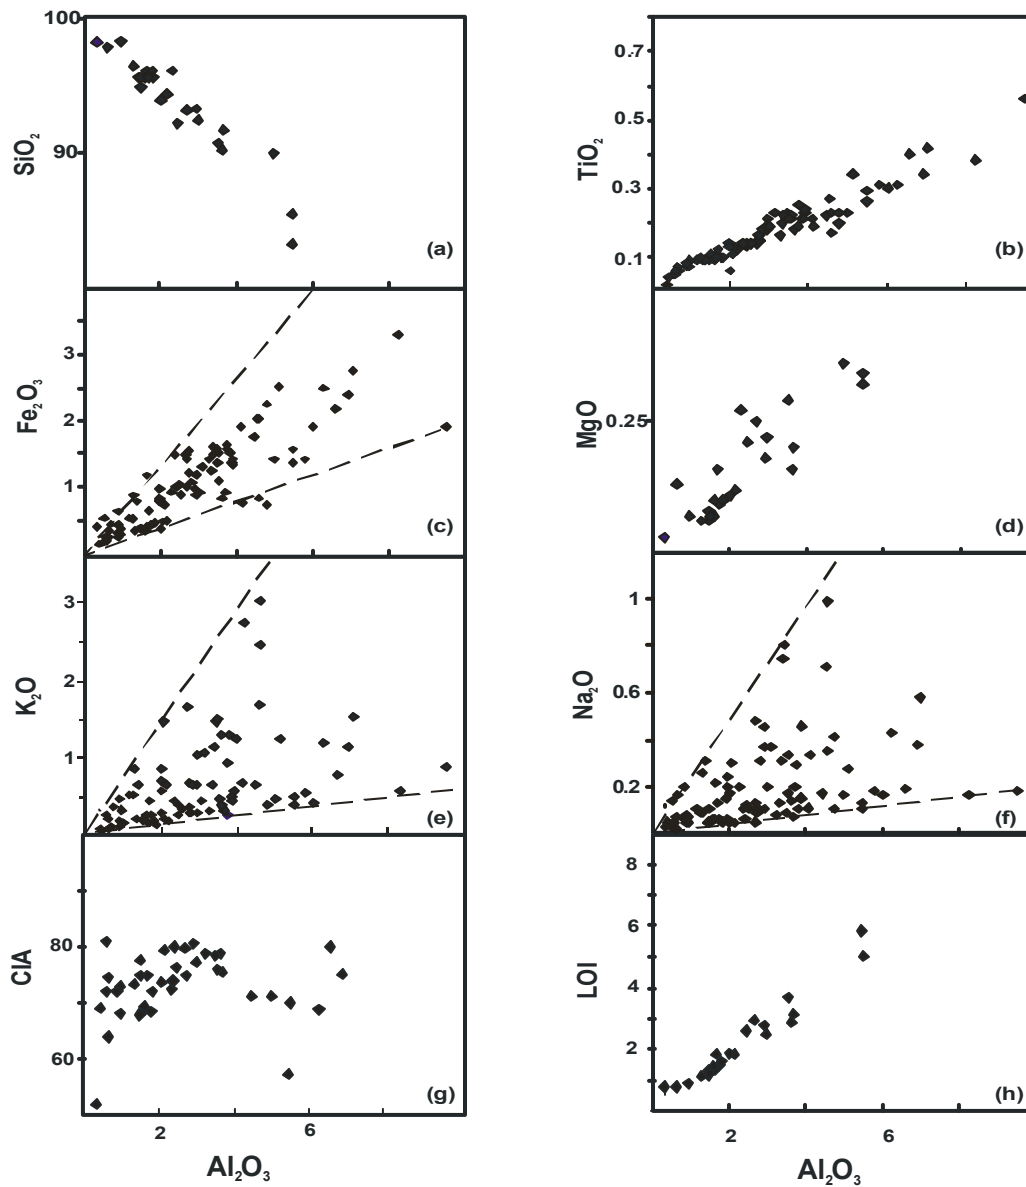 100
90
SiO₂
(a)
0.7
0.5
0.3
0.1
TiO₂
(b)
3
2
1
Fe₂O₃
(c)
0.25
MgO
(d)
3
2
1
K₂O
(e)
1
0.6
0.2
Na₂O
(f)
80
60
CIA
(g)
2
6
Al₂O₃
8
6
4
2
LOI
(h)
2
6
Al₂O₃